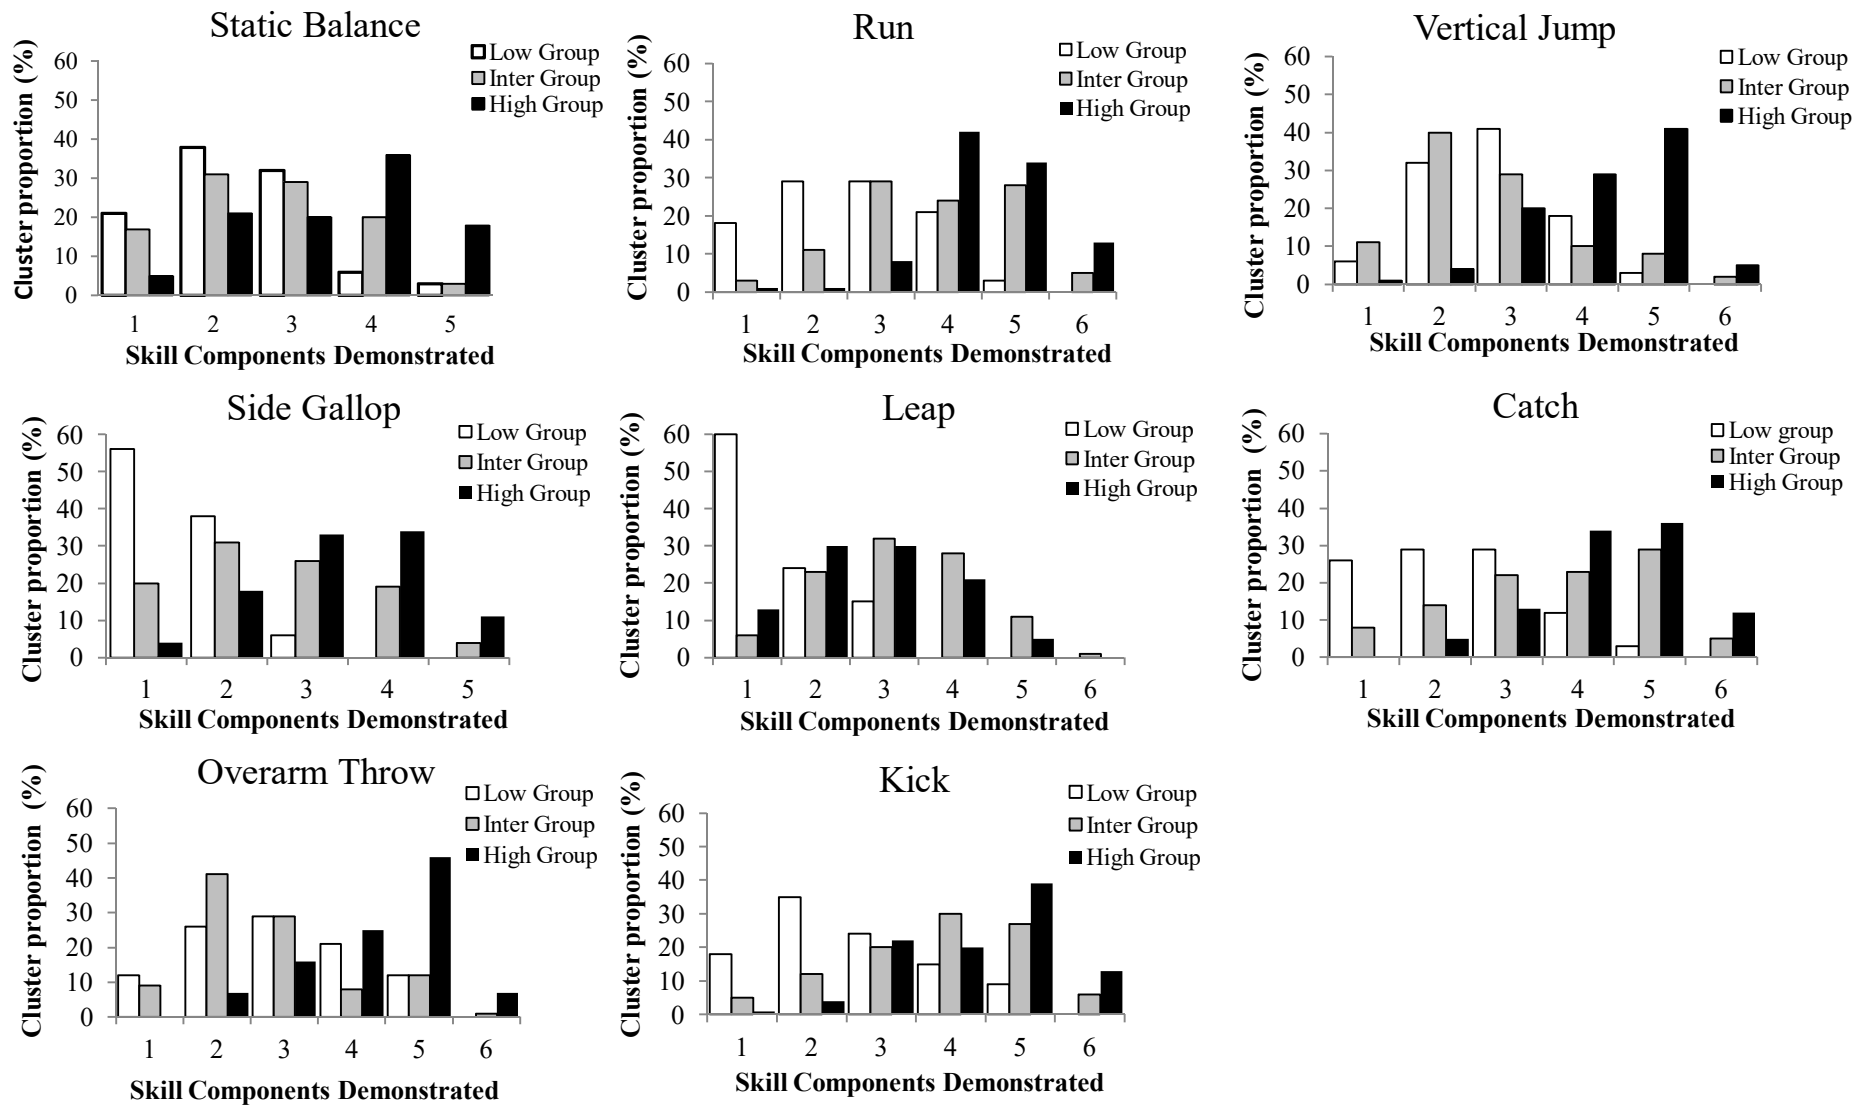 Static Balance
Cluster proportion (%)
60
50
40
30
20
10
0
Low Group
Inter Group
High Group
1 2 3 4 5
Skill Components Demonstrated
Run
Cluster proportion (%)
60
50
40
30
20
10
0
Low Group
Inter Group
High Group
1 2 3 4 5 6
Skill Components Demonstrated
Vertical Jump
Cluster proportion (%)
60
50
40
30
20
10
0
Low Group
Inter Group
High Group
1 2 3 4 5 6
Skill Components Demonstrated
Side Gallop
Cluster proportion (%)
60
50
40
30
20
10
0
Low Group
Inter Group
High Group
1 2 3 4 5
Skill Components Demonstrated
Leap
Cluster proportion (%)
60
50
40
30
20
10
0
Low Group
Inter Group
High Group
1 2 3 4 5 6
Skill Components Demonstrated
Catch
Cluster proportion (%)
60
50
40
30
20
10
0
Low group
Inter Group
High Group
1 2 3 4 5 6
Skill Components Demonstrated
Overarm Throw
Cluster proportion (%)
60
50
40
30
20
10
0
Low Group
Inter Group
High Group
1 2 3 4 5 6
Skill Components Demonstrated
Kick
Cluster proportion (%)
60
50
40
30
20
10
0
Low Group
Inter Group
High Group
1 2 3 4 5 6
Skill Components Demonstrated